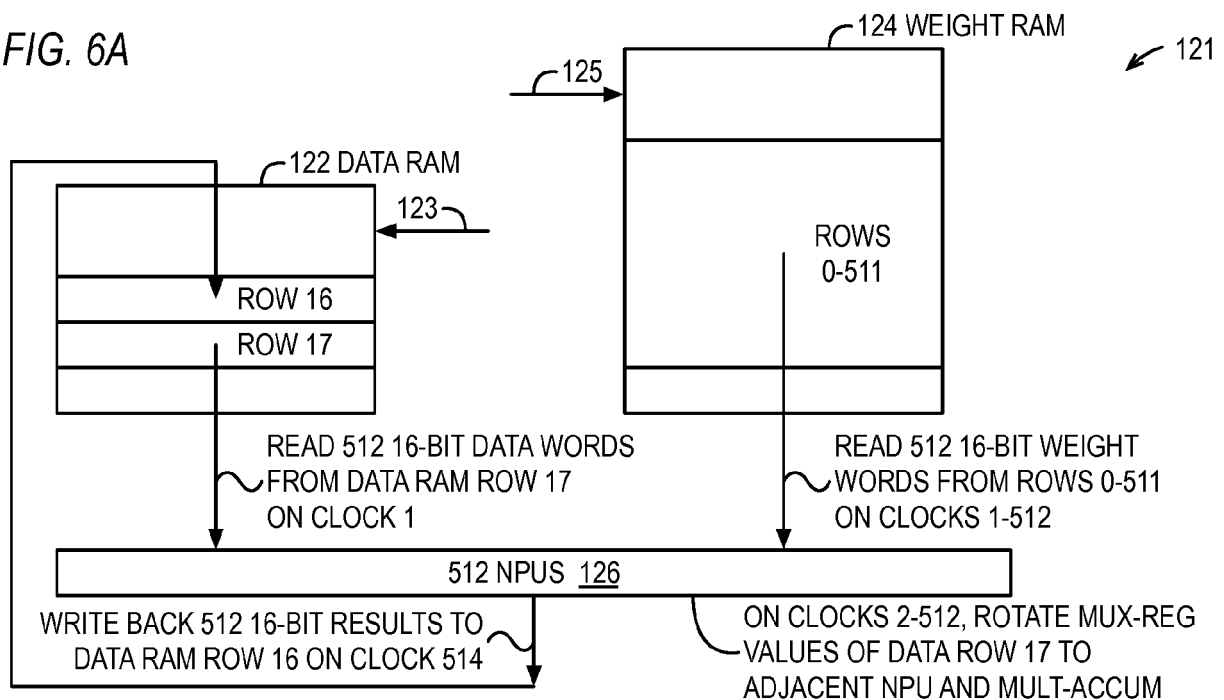 FIG. 6A
124 WEIGHT RAM
121
125
122 DATA RAM
123
ROWS
0-511
ROW 16
ROW 17
READ 512 16-BIT DATA WORDS
FROM DATA RAM ROW 17
ON CLOCK 1
READ 512 16-BIT WEIGHT
WORDS FROM ROWS 0-511
ON CLOCKS 1-512
512 NPUS 126
WRITE BACK 512 16-BIT RESULTS TO
DATA RAM ROW 16 ON CLOCK 514
ON CLOCKS 2-512, ROTATE MUX-REG
VALUES OF DATA ROW 17 TO
ADJACENT NPU AND MULT-ACCUM